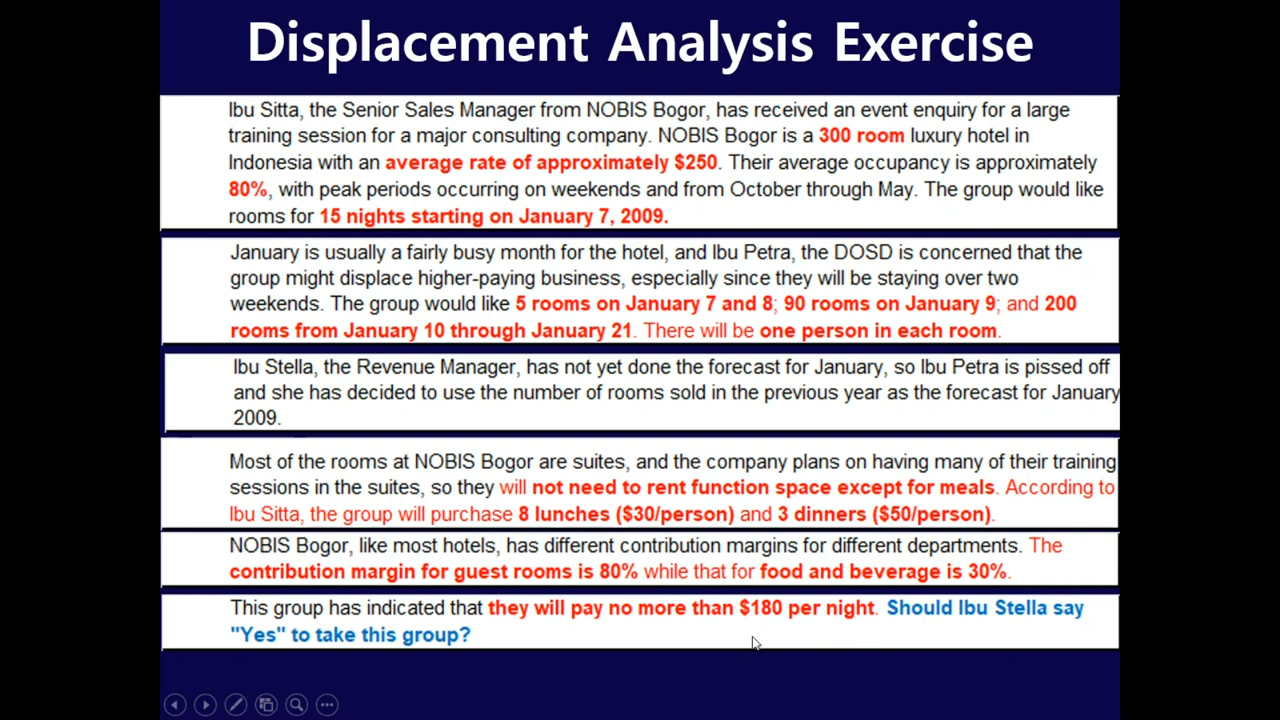 Displacement Analysis Exercise
Ibu Sitta, the Senior Sales Manager from NOBIS Bogor, has received an event enquiry for a large
training session for a major consulting company. NOBIS Bogor is a 300 room luxury hotel in
Indonesia with an average rate of approximately $250. Their average occupancy is approximately
80%, with peak periods occurring on weekends and from October through May. The group would like
rooms for 15 nights starting on January 7, 2009.
January is usually a fairly busy month for the hotel, and Ibu Petra, the DOSD is concerned that the
group might displace higher-paying business, especially since they will be staying over two
weekends. The group would like 5 rooms on January 7 and 8; 90 rooms on January 9; and 200
rooms from January 10 through January 21. There will be one person in each room.
Ibu Stella, the Revenue Manager, has not yet done the forecast for January, so Ibu Petra is pissed off
and she has decided to use the number of rooms sold in the previous year as the forecast for January
2009.
Most of the rooms at NOBIS Bogor are suites, and the company plans on having many of their training
sessions in the suites, so they will not need to rent function space except for meals. According to
Ibu Sitta, the group will purchase 8 lunches ($30/person) and 3 dinners ($50/person).
NOBIS Bogor, like most hotels, has different contribution margins for different departments. The
contribution margin for guest rooms is 80% while that for food and beverage is 30%.
This group has indicated that they will pay no more than $180 per night. Should Ibu Stella say
"Yes" to take this group?